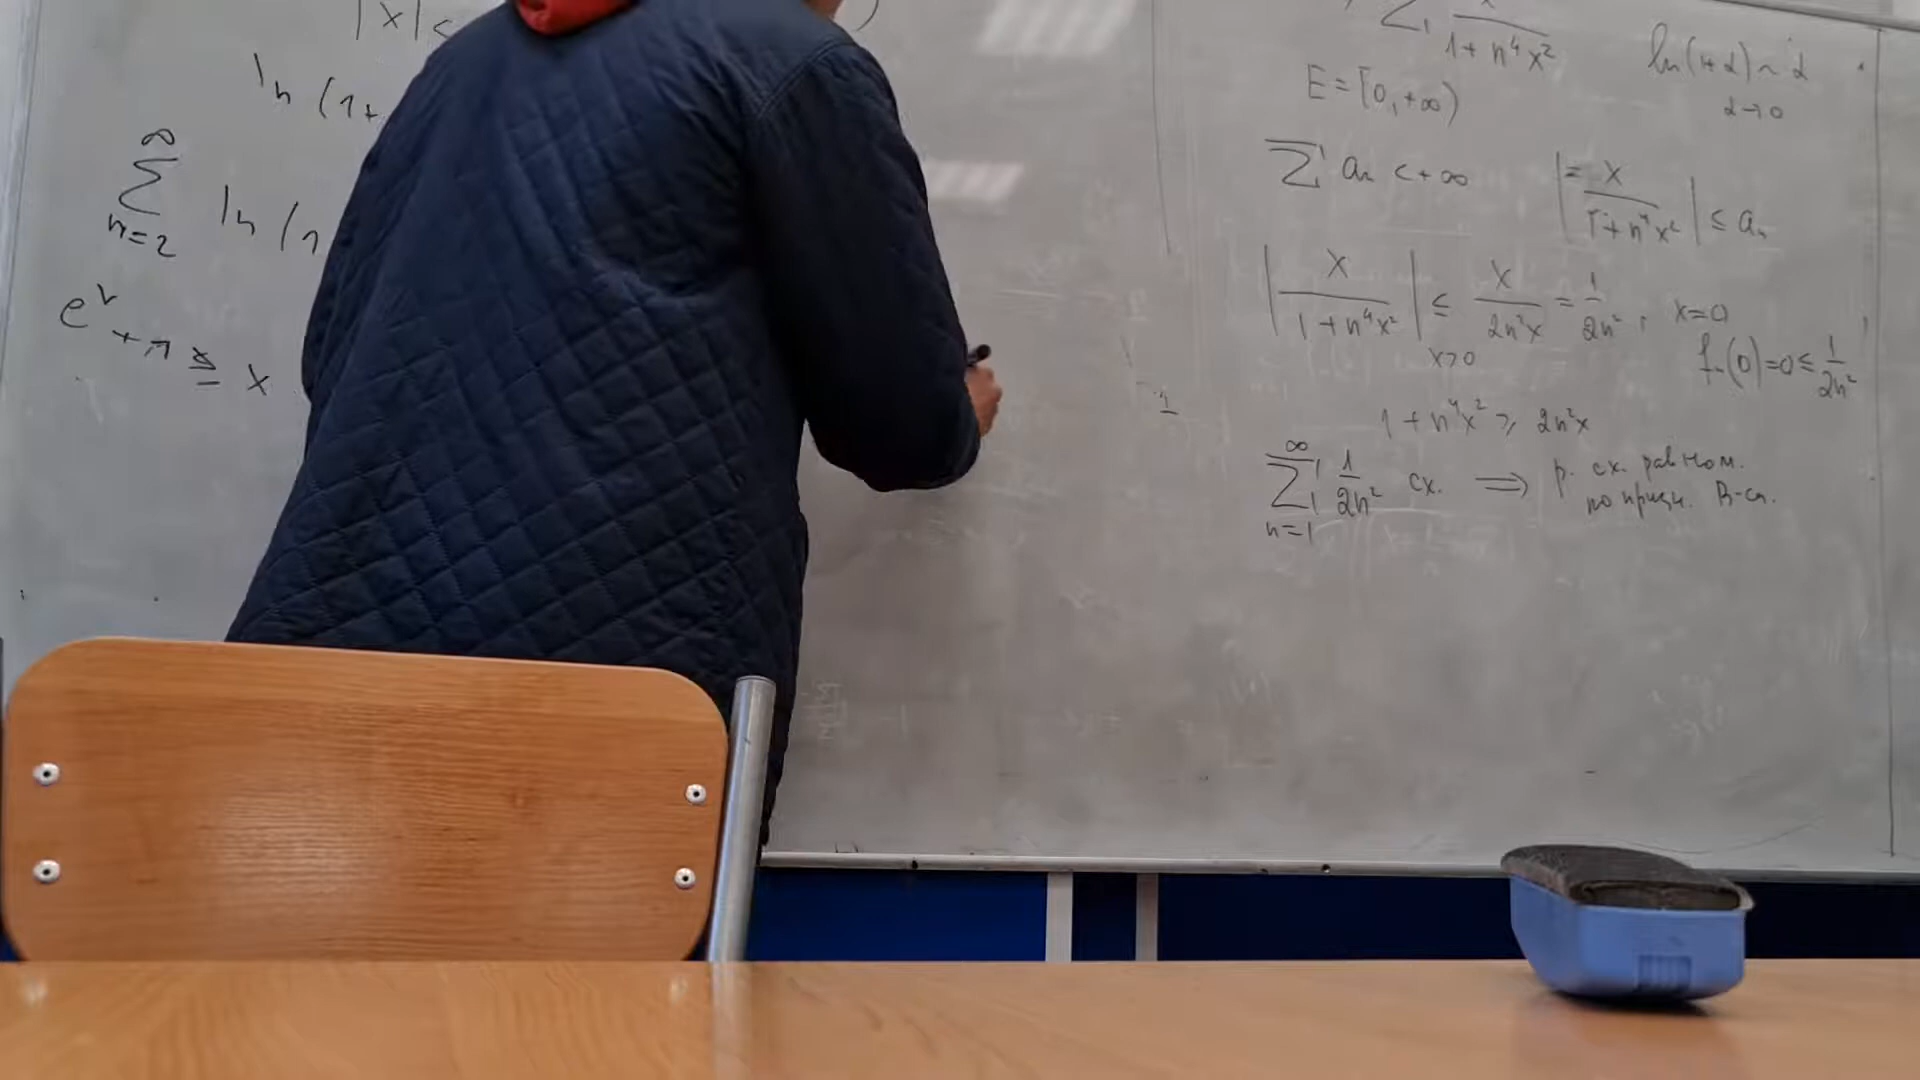 |x| <
ln (1+
∞
∑ ln (1
n=2
+ 1 ≥ x
∑ x / (1 + n⁴x²) ln(1+α) ~ α
E = [0, +∞) α→0
∑ aₙ < +∞ | x / (1 + n⁴x²) | ≤ aₙ
| x / (1 + n⁴x²) | ≤ x / (2n²x) = 1 / (2n²), x=0
x>0 fₙ(0) = 0 ≤ 1 / (2n²)
1 + n⁴x² ≥ 2n²x
∞
∑ 1 / (2n²) сх. ⟹ р. сх. равном.
n=1 по призн. В-са.